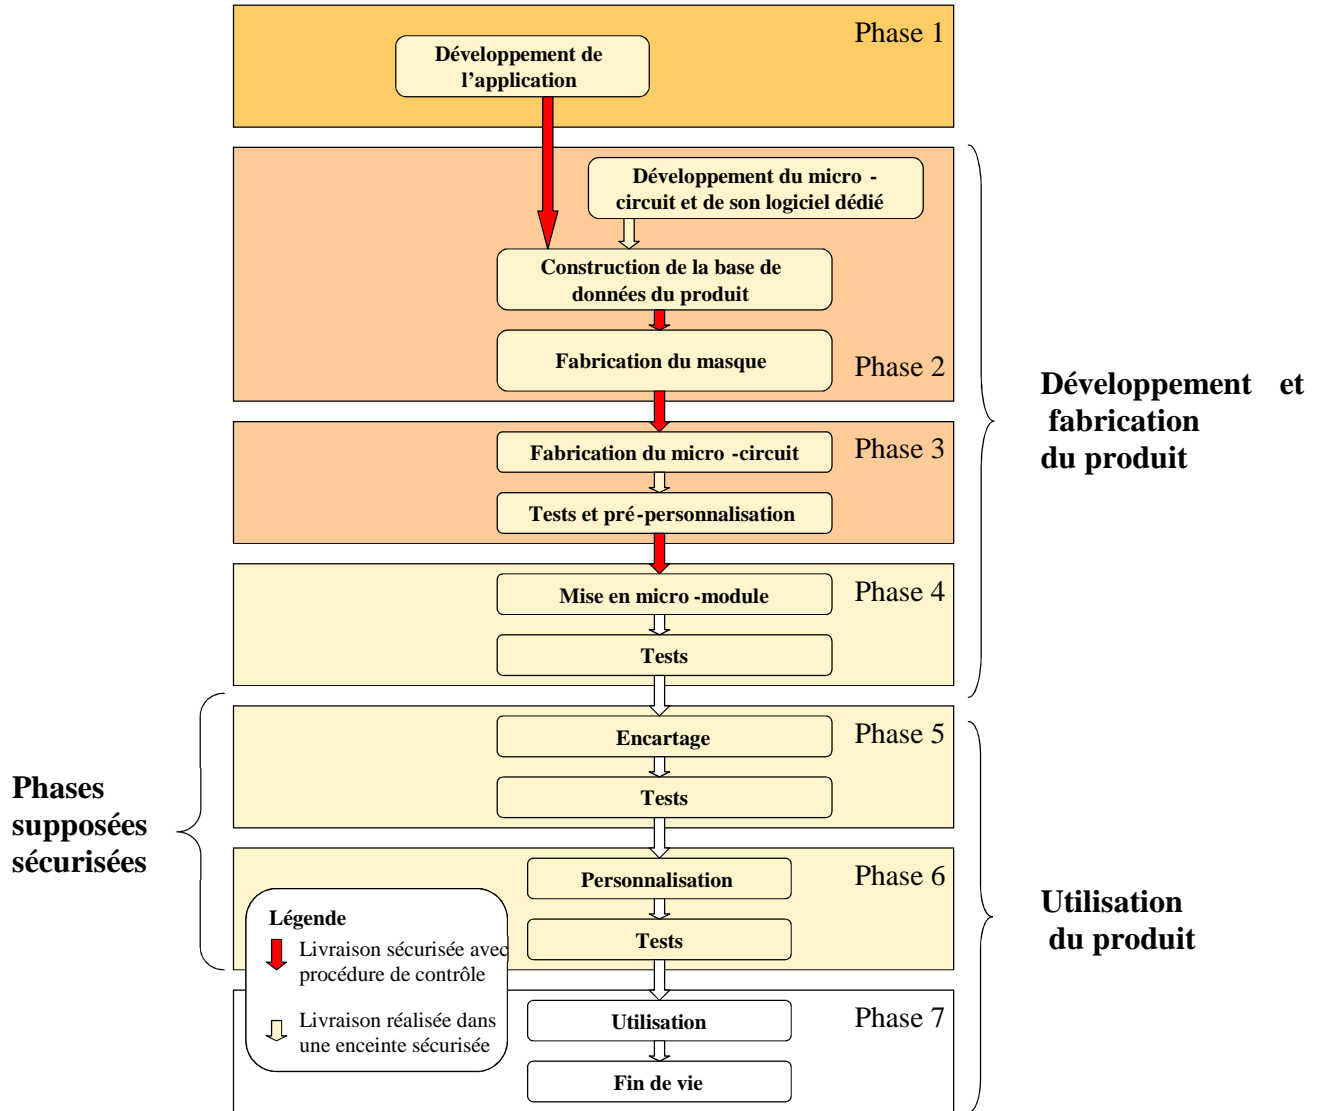 Phase 1
Développement de
l'application
Développement du micro -
circuit et de son logiciel dédié
Construction de la base de
données du produit
Fabrication du masque
Phase 2
Développement et
fabrication
du produit
Fabrication du micro -circuit
Phase 3
Tests et pré-personnalisation
Mise en micro -module
Phase 4
Tests
Encartage
Phase 5
Tests
Phases
supposées
sécurisées
Personnalisation
Phase 6
Tests
Utilisation
du produit
Légende
Livraison sécurisée avec
procédure de contrôle
Livraison réalisée dans
une enceinte sécurisée
Utilisation
Phase 7
Fin de vie